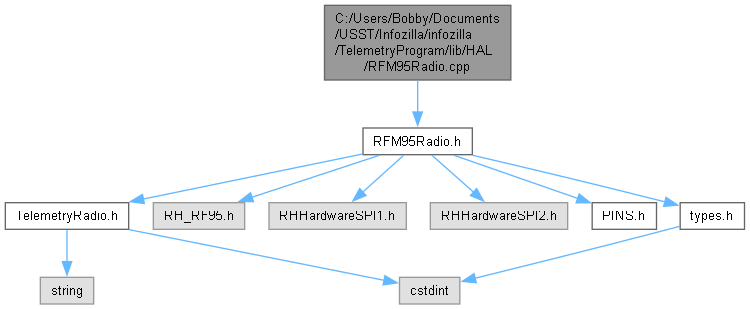 C:/Users/Bobby/Documents
/USST/Infozilla/infozilla
/TelemetryProgram/lib/HAL
/RFM95Radio.cpp
RFM95Radio.h
TelemetryRadio.h
RH_RF95.h
RHHardwareSPI1.h
RHHardwareSPI2.h
PINS.h
types.h
string
cstdint